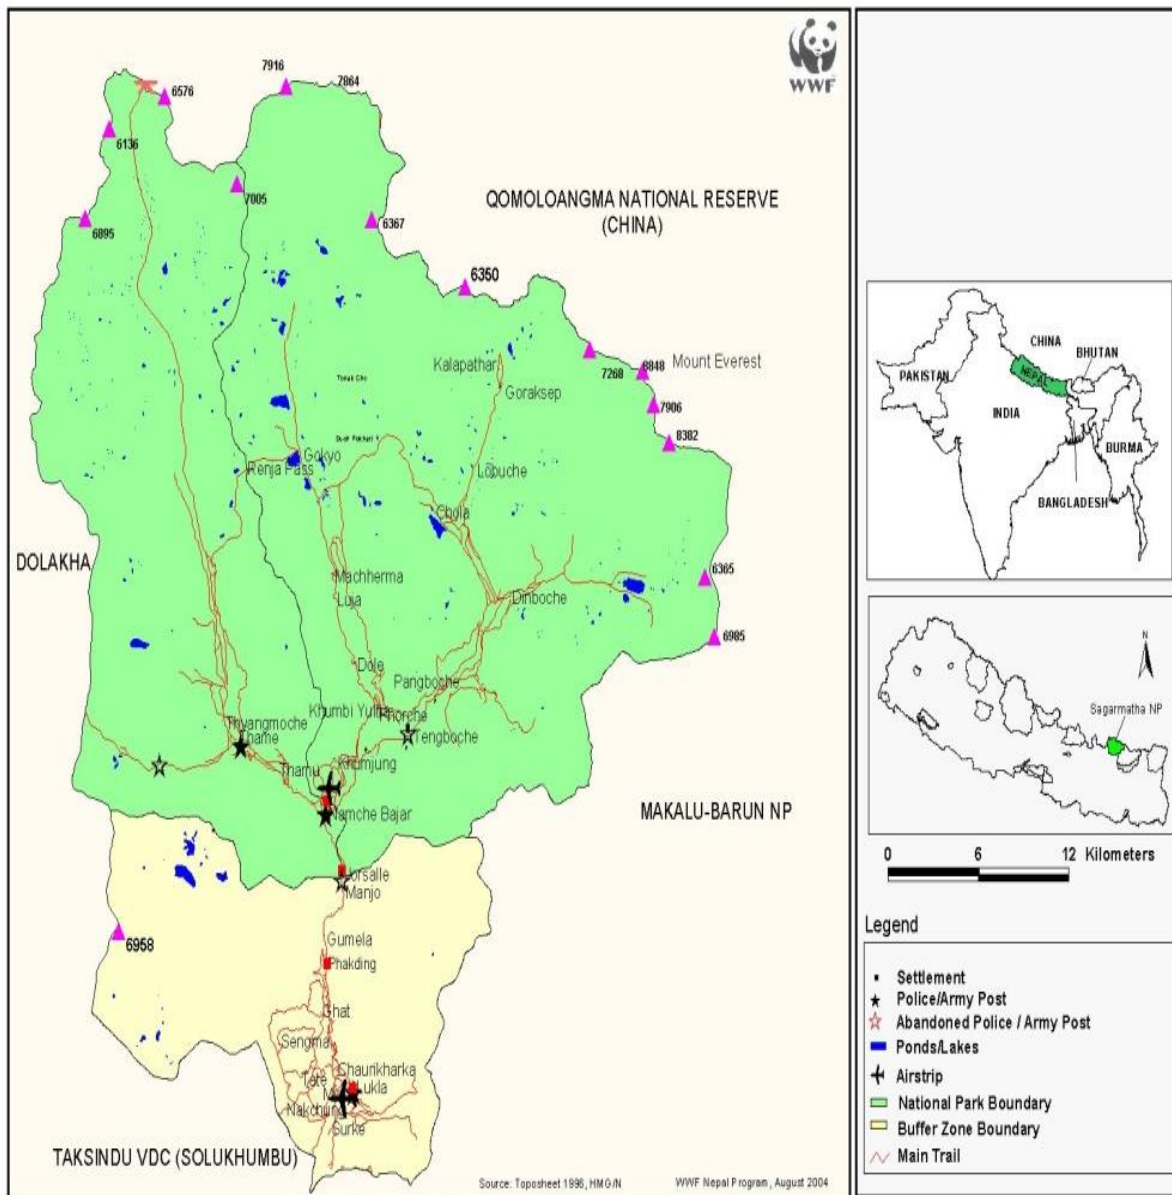 WWF
7916
7864
6576
6136
7005
6895
6367
QOMOLOANGMA NATIONAL RESERVE
(CHINA)
6350
Kalapathar
Mount Everest
7268
8848
Goraksep
7906
8382
Gokyo
Renja Pass
Lobuche
Chola
DOLAKHA
Machherma
Luja
Dinboche
6365
6985
Dole
Pangboche
Phorche
Thyangmoche
Thame
Tengboche
Khumjung
Thamu
Namche Bajar
MAKALU-BARUN NP
Jorsalle
Manjo
6958
Gumela
Phakding
Ghat
Sengma
Chaurikharka
Tote
Lukla
Surke
TAKSINDU VDC (SOLUKHUMBU)
Source: Toposheet 1996, HMG/N
WWF Nepal Program, August 2004
CHINA
BHUTAN
PAKISTAN
NEPAL
INDIA
BURMA
BANGLADESH
N
Sagarmatha NP
0 6 12 Kilometers
Legend
Settlement
Police/Army Post
Abandoned Police / Army Post
Ponds/Lakes
Airstrip
National Park Boundary
Buffer Zone Boundary
Main Trail